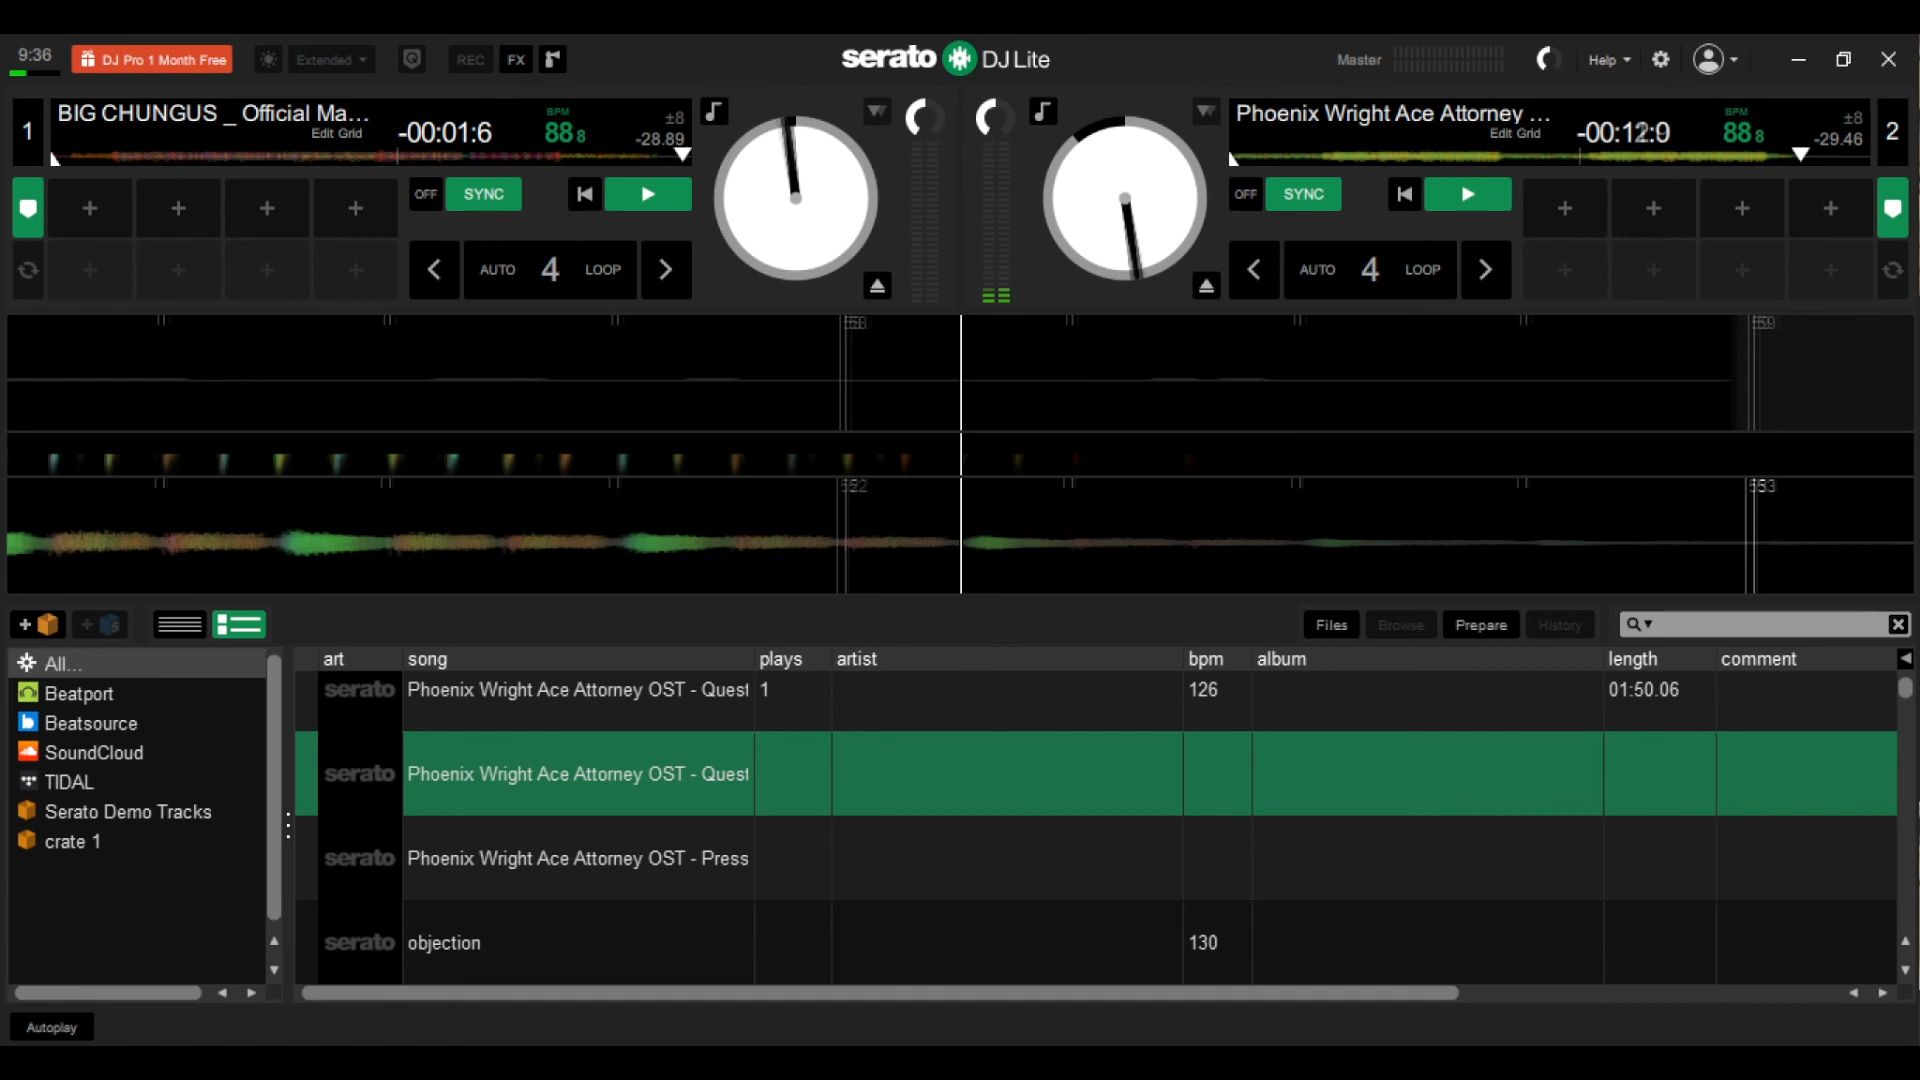 9:36
DJ Pro 1 Month Free
Extended
REC
FX
serato DJ Lite
Master
Help
1
BIG CHUNGUS _ Official Ma...
Edit Grid
-00:01:6
BPM
88 8
±8
-28.89
Phoenix Wright Ace Attorney ...
Edit Grid
BPM
88 8
±8
-29.46
2
OFF
SYNC
OFF
SYNC
AUTO 4 LOOP
AUTO 4 LOOP
Files
Browse
Prepare
History
All...
Beatport
Beatsource
SoundCloud
TIDAL
Serato Demo Tracks
crate 1
art song plays artist bpm album length comment
serato Phoenix Wright Ace Attorney OST - Quest 1 126 01:50.06
serato Phoenix Wright Ace Attorney OST - Quest
serato Phoenix Wright Ace Attorney OST - Press
serato objection 130
Autoplay